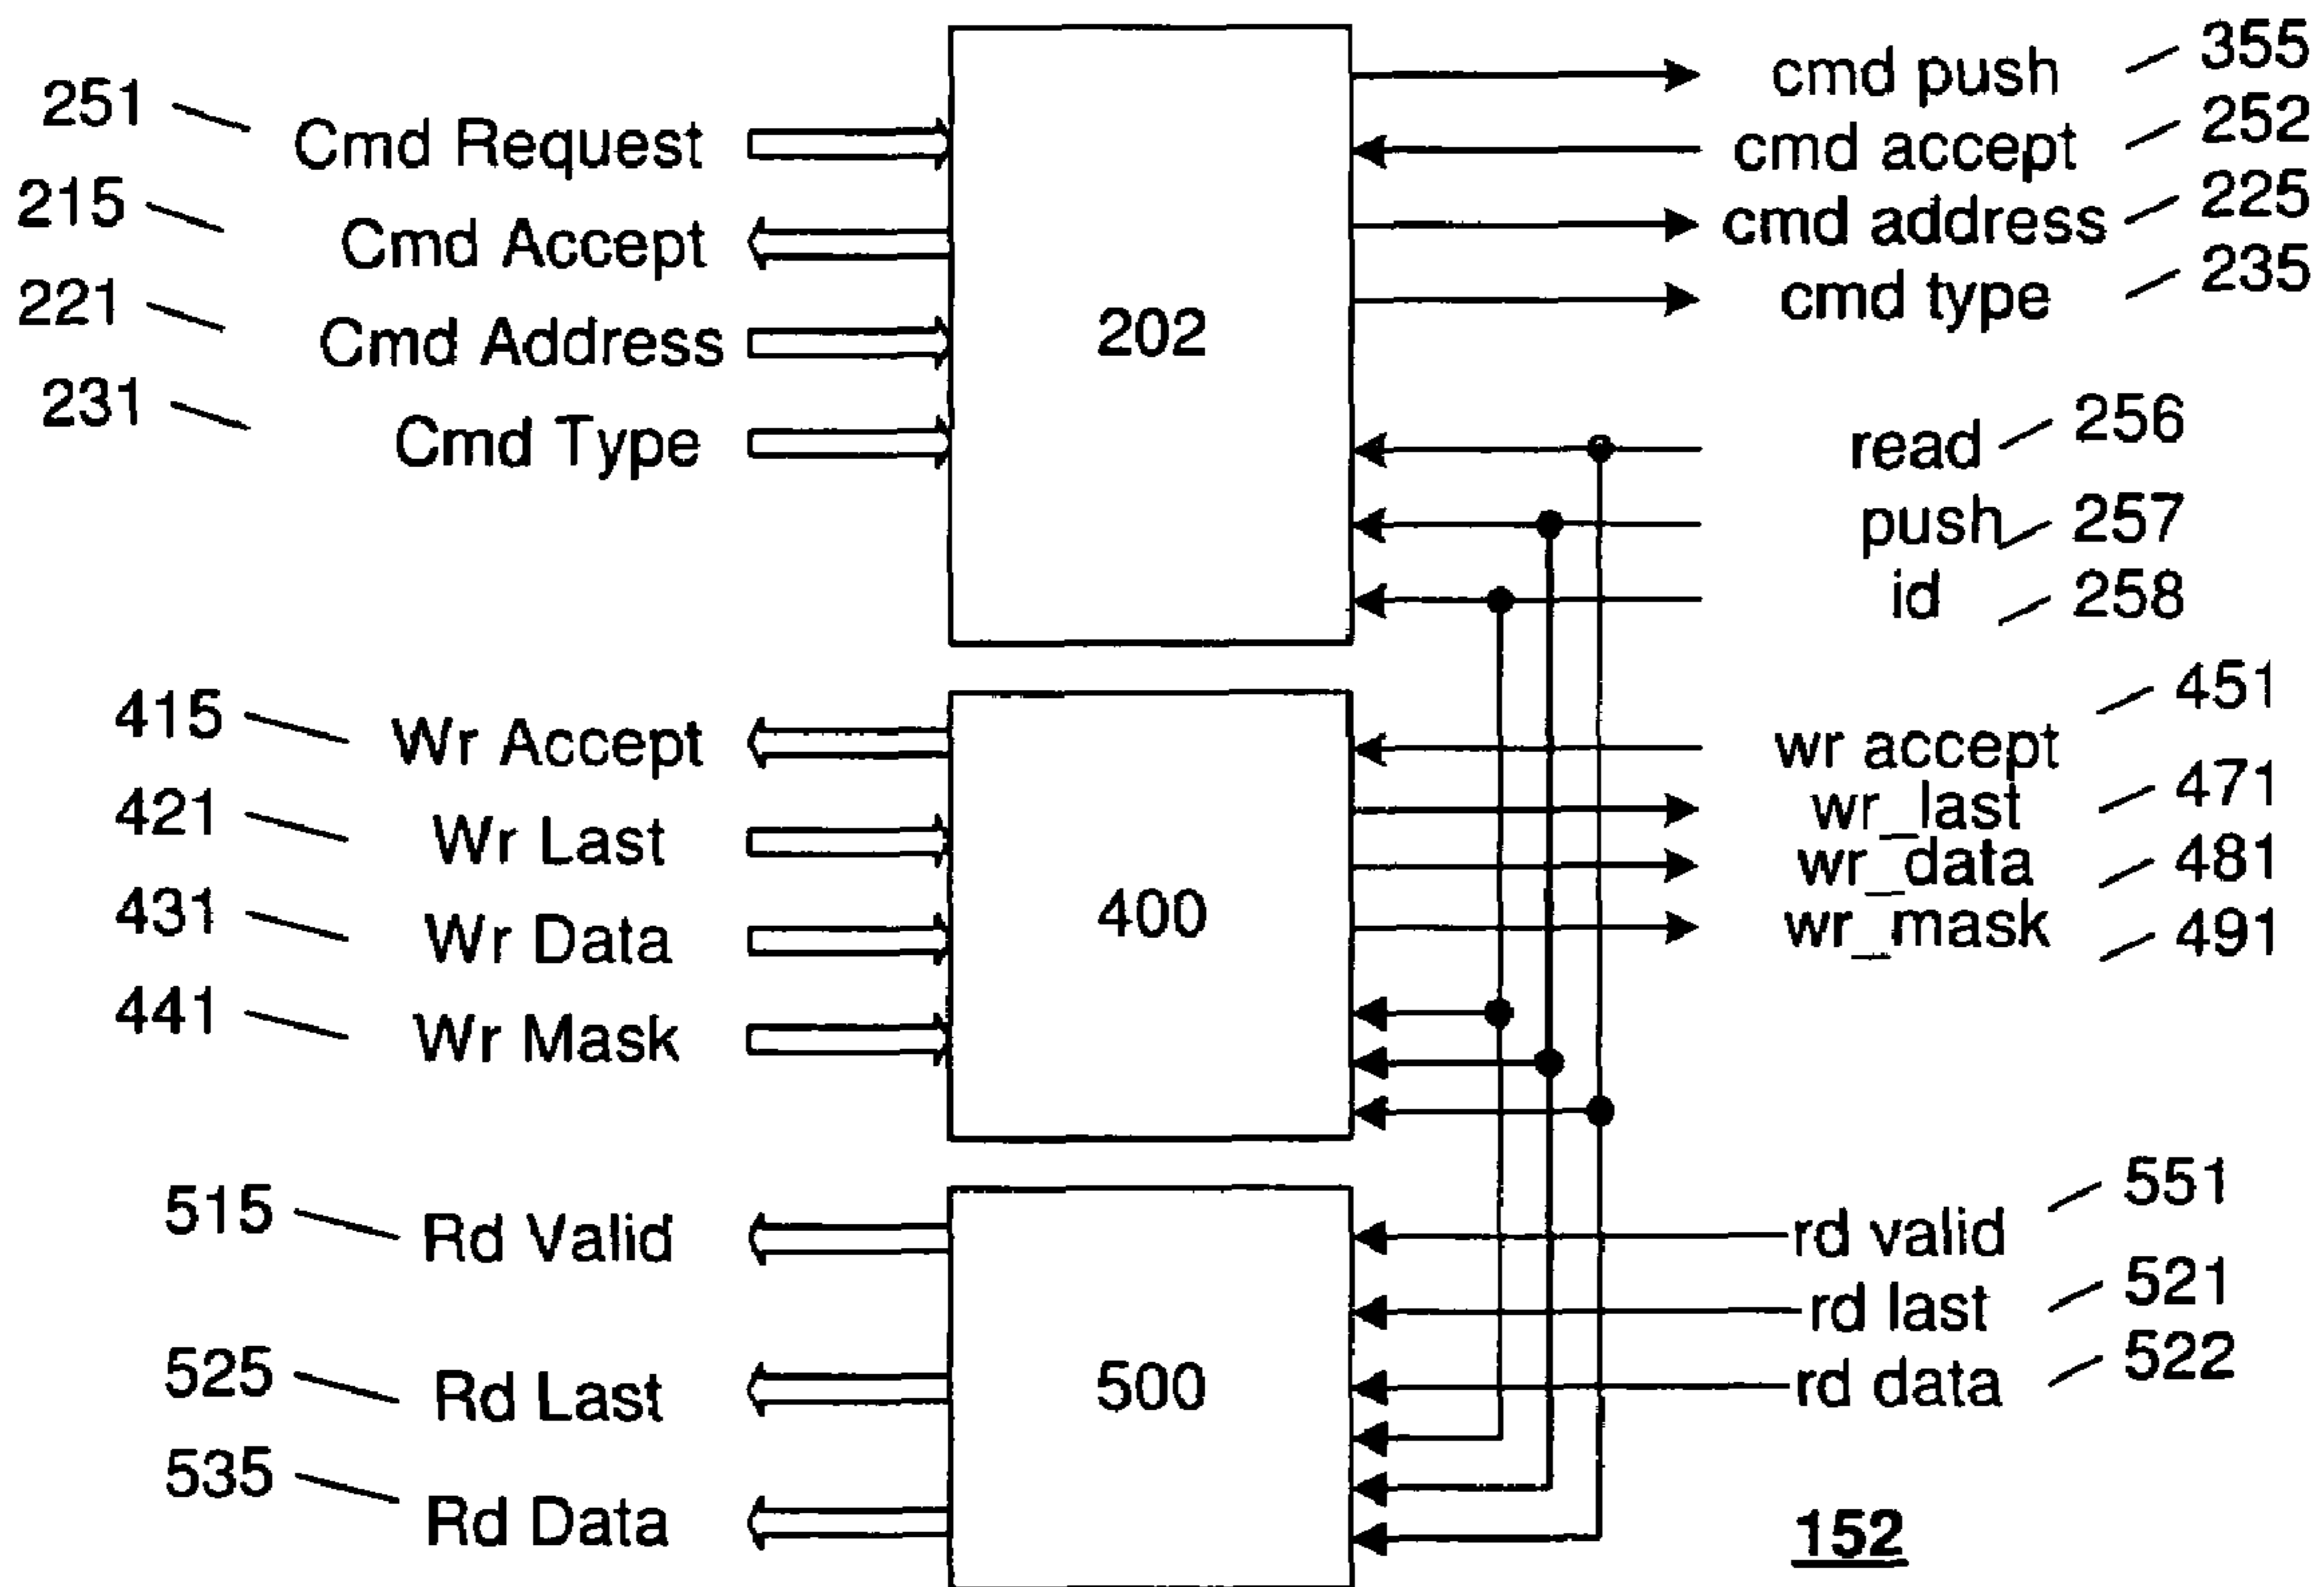 355
cmd push
251
252
Cmd Request
cmd accept
215
225
Cmd Accept
cmd address
235
221
cmd type
Cmd Address
202
231
Cmd Type
read
256
push
257
id
258
415
Wr Accept
451
wr accept
421
Wr Last
471
wr_last
481
wr_data
431
Wr Data
400
491
wr_mask
441
Wr Mask
515
Rd Valid
551
rd valid
521
rd last
525
Rd Last
500
522
rd data
535
Rd Data
152